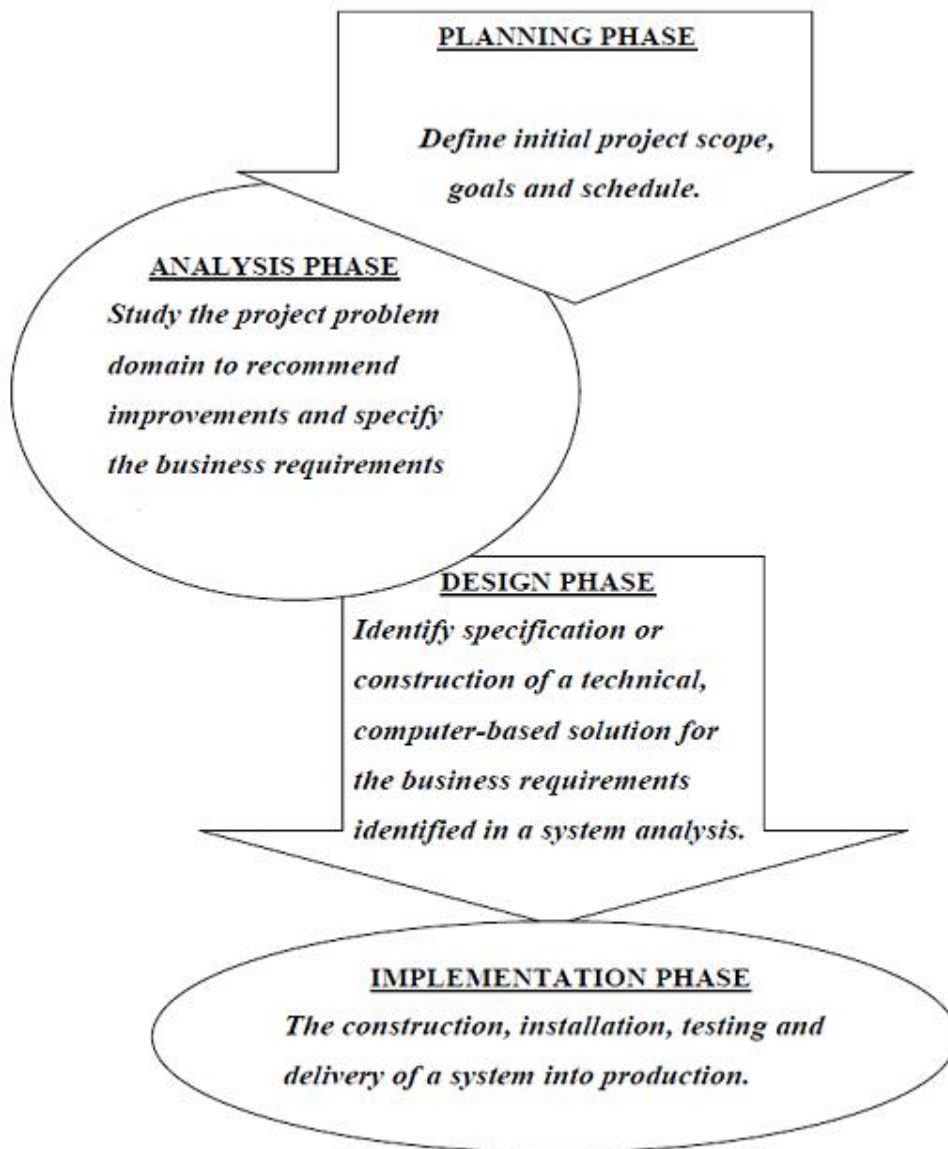 PLANNING PHASE
Define initial project scope,
goals and schedule.
ANALYSIS PHASE
Study the project problem
domain to recommend
improvements and specify
the business requirements
DESIGN PHASE
Identify specification or
construction of a technical,
computer-based solution for
the business requirements
identified in a system analysis.
IMPLEMENTATION PHASE
The construction, installation, testing and
delivery of a system into production.